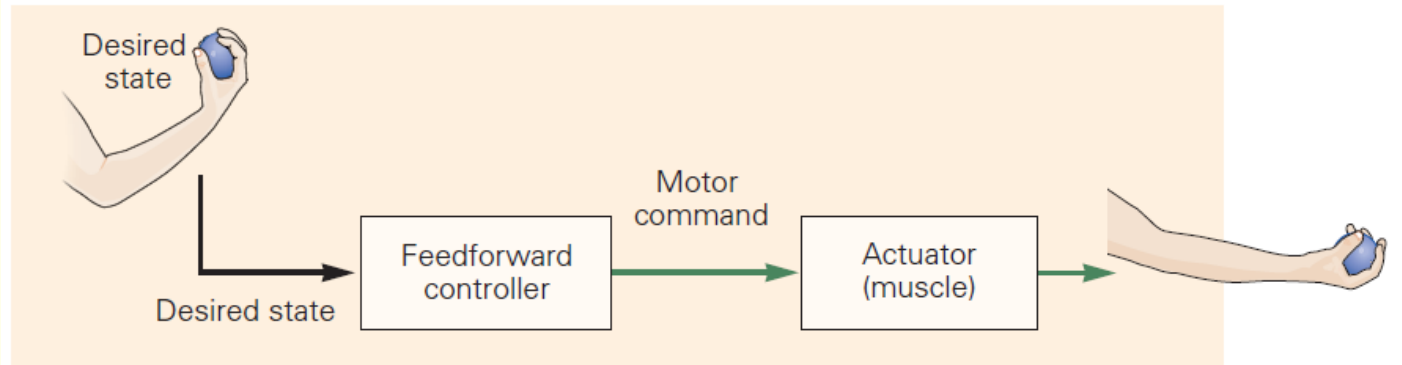 Desired
state
Desired state
Feedforward
controller
Motor
command
Actuator
(muscle)